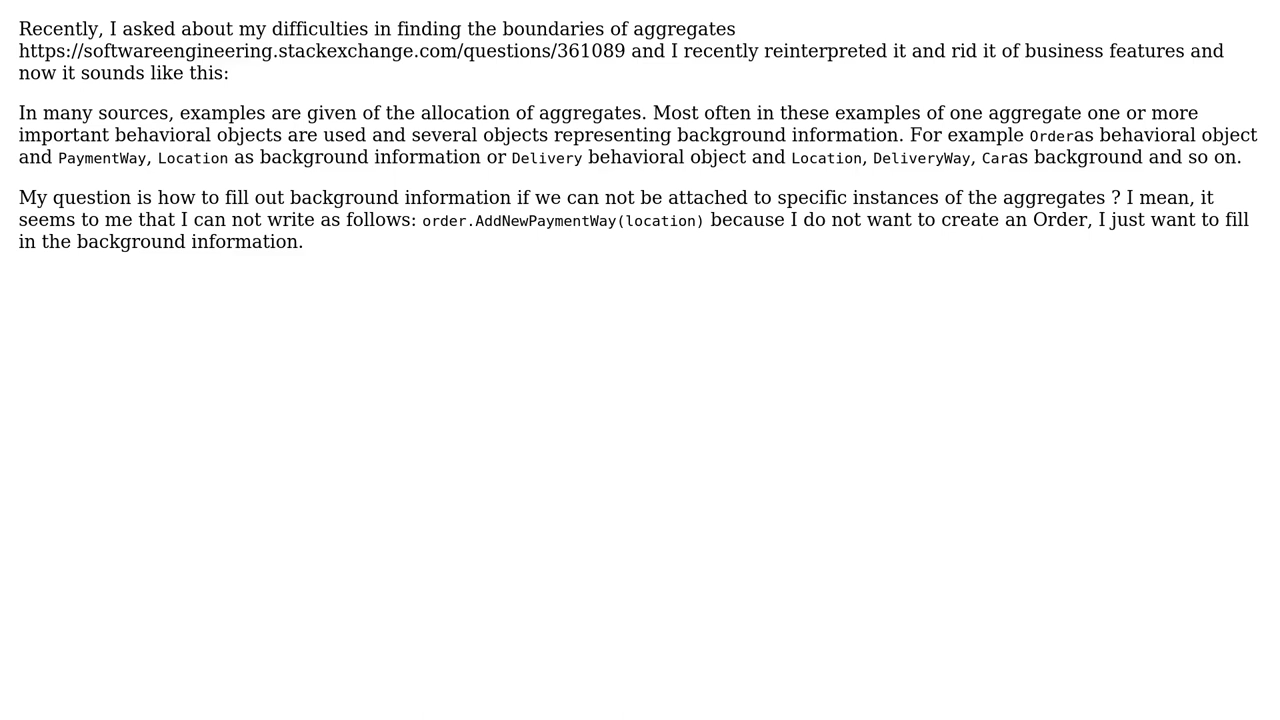 Recently, I asked about my difficulties in finding the boundaries of aggregates
https://softwareengineering.stackexchange.com/questions/361089 and I recently reinterpreted it and rid it of business features and
now it sounds like this:
In many sources, examples are given of the allocation of aggregates. Most often in these examples of one aggregate one or more
important behavioral objects are used and several objects representing background information. For example Orderas behavioral object
and PaymentWay, Location as background information or Delivery behavioral object and Location, DeliveryWay, Caras background and so on.
My question is how to fill out background information if we can not be attached to specific instances of the aggregates ? I mean, it
seems to me that I can not write as follows: order.AddNewPaymentWay(location) because I do not want to create an Order, I just want to fill
in the background information.